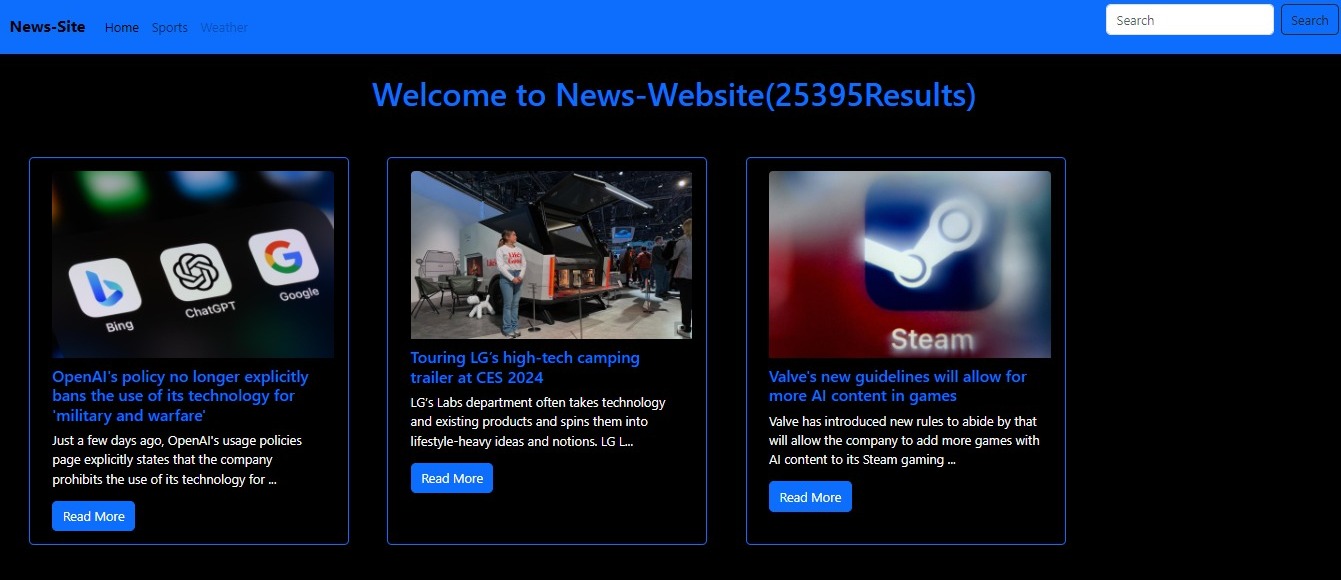 News-Site Home Sports Weather Search Search
Welcome to News-Website(25395Results)
Bing ChatGPT Google
OpenAI's policy no longer explicitly
bans the use of its technology for
'military and warfare'
Just a few days ago, OpenAI's usage policies
page explicitly states that the company
prohibits the use of its technology for ...
Read More
Touring LG's high-tech camping
trailer at CES 2024
LG's Labs department often takes technology
and existing products and spins them into
lifestyle-heavy ideas and notions. LG L...
Read More
Steam
Valve's new guidelines will allow for
more AI content in games
Valve has introduced new rules to abide by that
will allow the company to add more games with
AI content to its Steam gaming ...
Read More